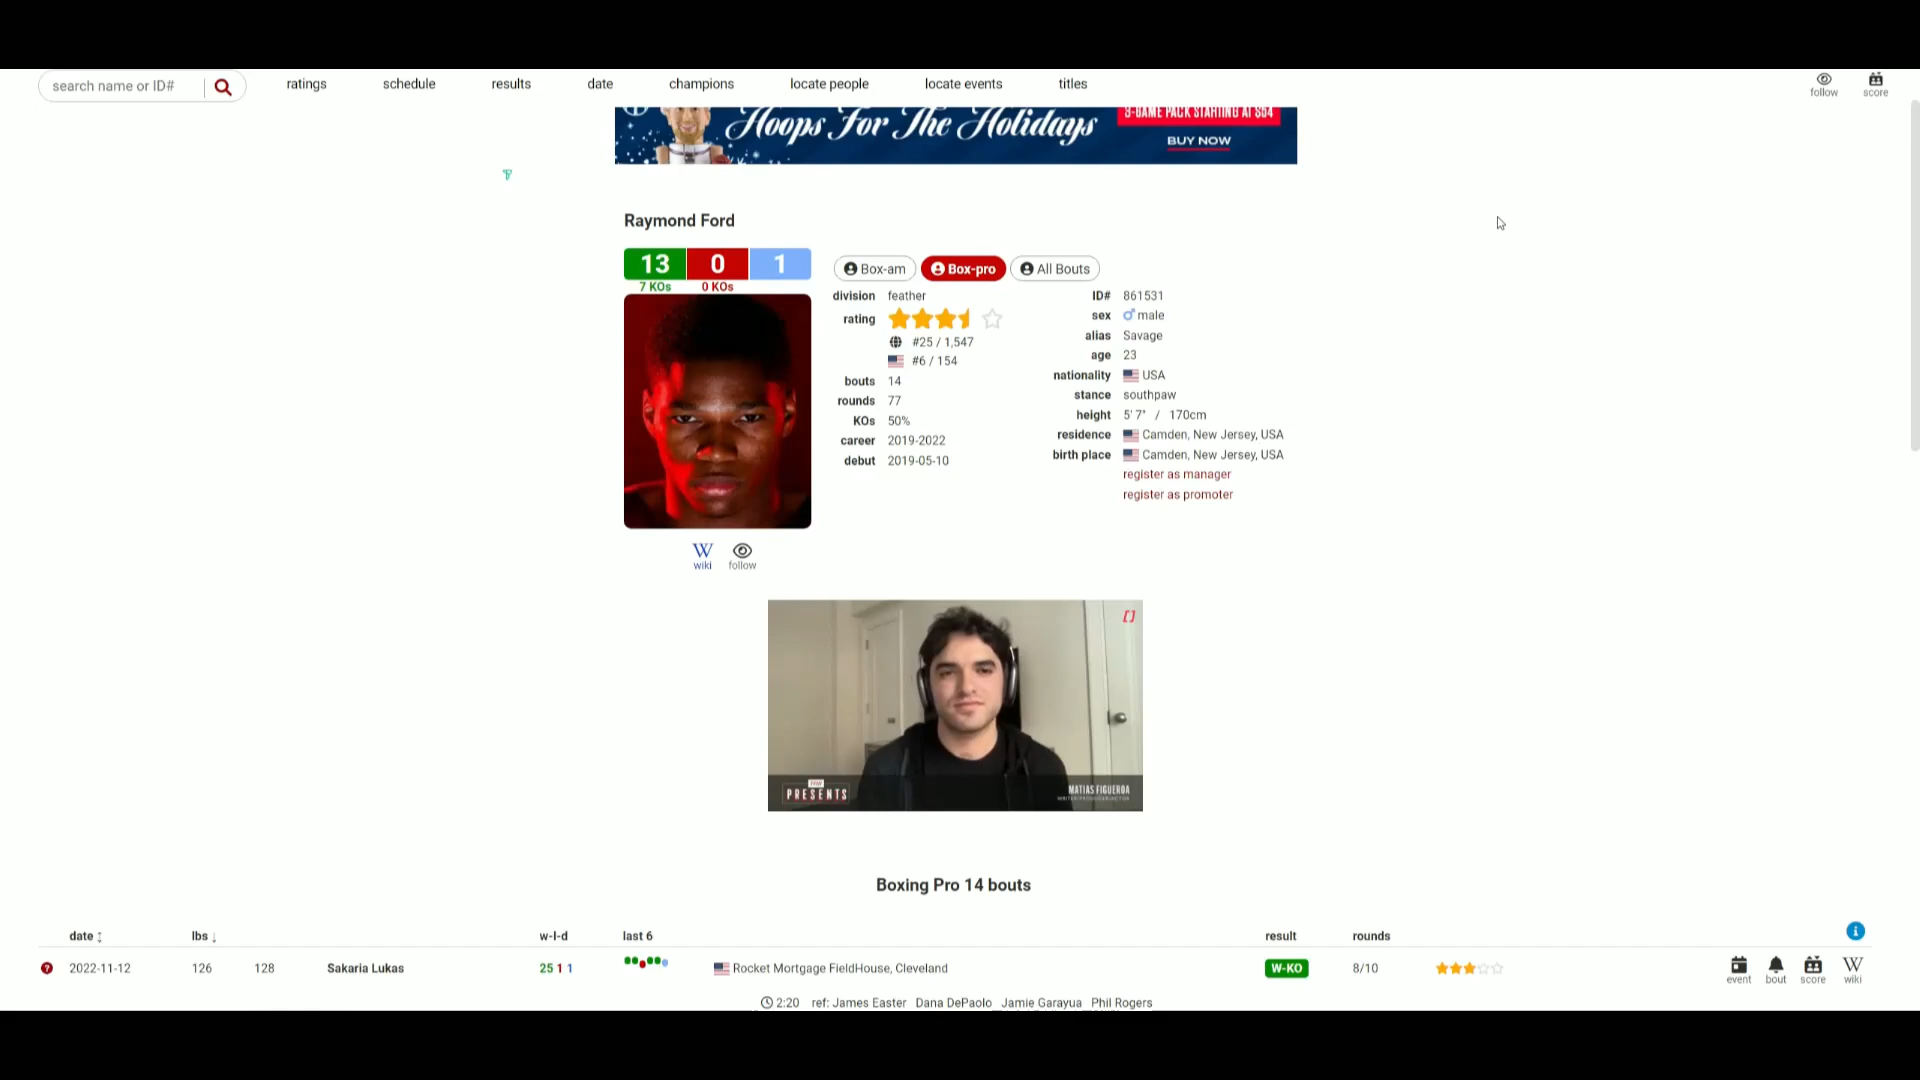 search name or ID#
ratings
schedule
results
date
champions
locate people
locate events
titles
follow
score
Hoops For The Holidays
3-GAME PACK STARTING AT $64
BUY NOW
Raymond Ford
13 0 1
7 KOs 0 KOs
Box-am
Box-pro
All Bouts
division feather
rating
#25 / 1,547
#6 / 154
bouts 14
rounds 77
KOs 50%
career 2019-2022
debut 2019-05-10
ID# 861531
sex male
alias Savage
age 23
nationality USA
stance southpaw
height 5' 7" / 170cm
residence Camden, New Jersey, USA
birth place Camden, New Jersey, USA
register as manager
register as promoter
W
wiki
follow
PRESENTS
MATIAS FIGUEROA
Boxing Pro 14 bouts
date lbs w-l-d last 6 result rounds
2022-11-12 126 128 Sakaria Lukas 25 1 1 Rocket Mortgage FieldHouse, Cleveland W-KO 8/10
event bout score wiki
2:20 ref: James Easter Dana DePaolo Jamie Garayua Phil Rogers